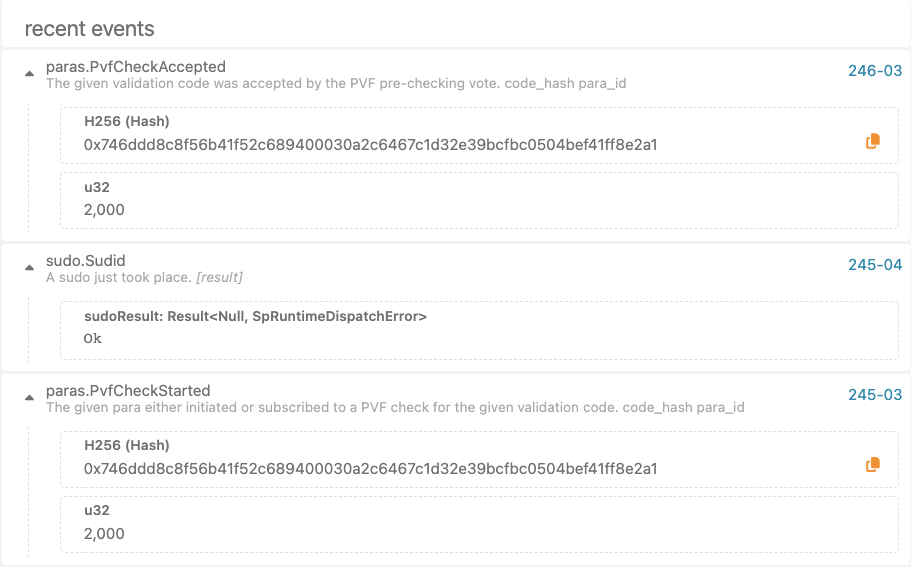 recent events
paras.PvfCheckAccepted
246-03
The given validation code was accepted by the PVF pre-checking vote. code_hash para_id
H256 (Hash)
0x746ddd8c8f56b41f52c689400030a2c6467c1d32e39bcfbc0504bef41ff8e2a1
u32
2,000
sudo.Sudid
245-04
A sudo just took place. [result]
sudoResult: Result<Null, SpRuntimeDispatchError>
Ok
paras.PvfCheckStarted
245-03
The given para either initiated or subscribed to a PVF check for the given validation code. code_hash para_id
H256 (Hash)
0x746ddd8c8f56b41f52c689400030a2c6467c1d32e39bcfbc0504bef41ff8e2a1
u32
2,000